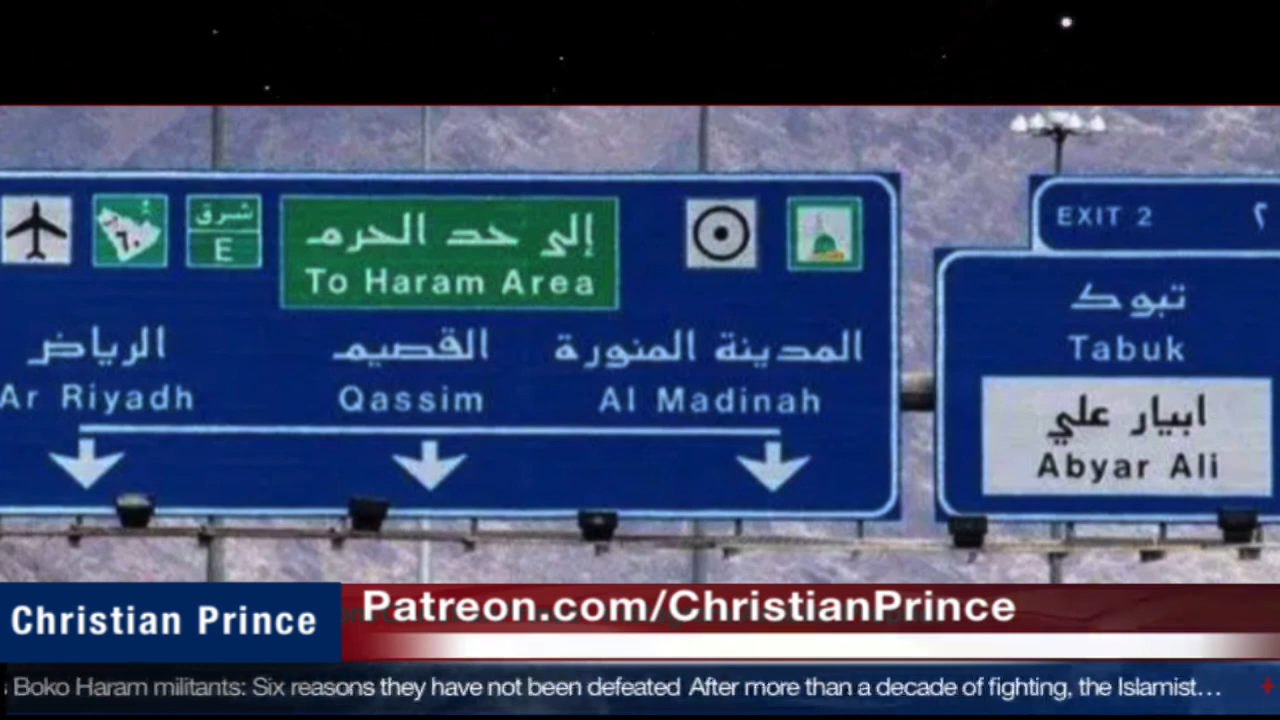 شرق
E
٦٠
إلى حد الحرم
To Haram Area
الرياض
Ar Riyadh
القصيم
Qassim
المدينة المنورة
Al Madinah
EXIT 2
٢
تبوك
Tabuk
ابيار علي
Abyar Ali
Christian Prince
Patreon.com/ChristianPrince
Boko Haram militants: Six reasons they have not been defeated After more than a decade of fighting, the Islamist…